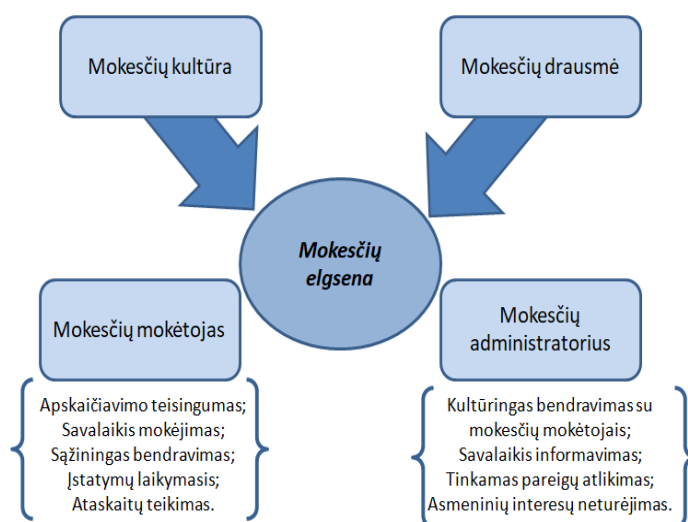 Mokesčių kultūra
Mokesčių drausmė
Mokesčių
elgsena
Mokesčių mokėtojas
Mokesčių
administratorius
Apskaičiavimo teisingumas;
Savalaikis mokėjimas;
Sąžiningas bendravimas;
Įstatymų laikymasis;
Ataskaitų teikimas.
Kultūringas bendravimas su
mokesčių mokėtojais;
Savalaikis informavimas;
Tinkamas pareigų atlikimas;
Asmeninių interesų neturėjimas.